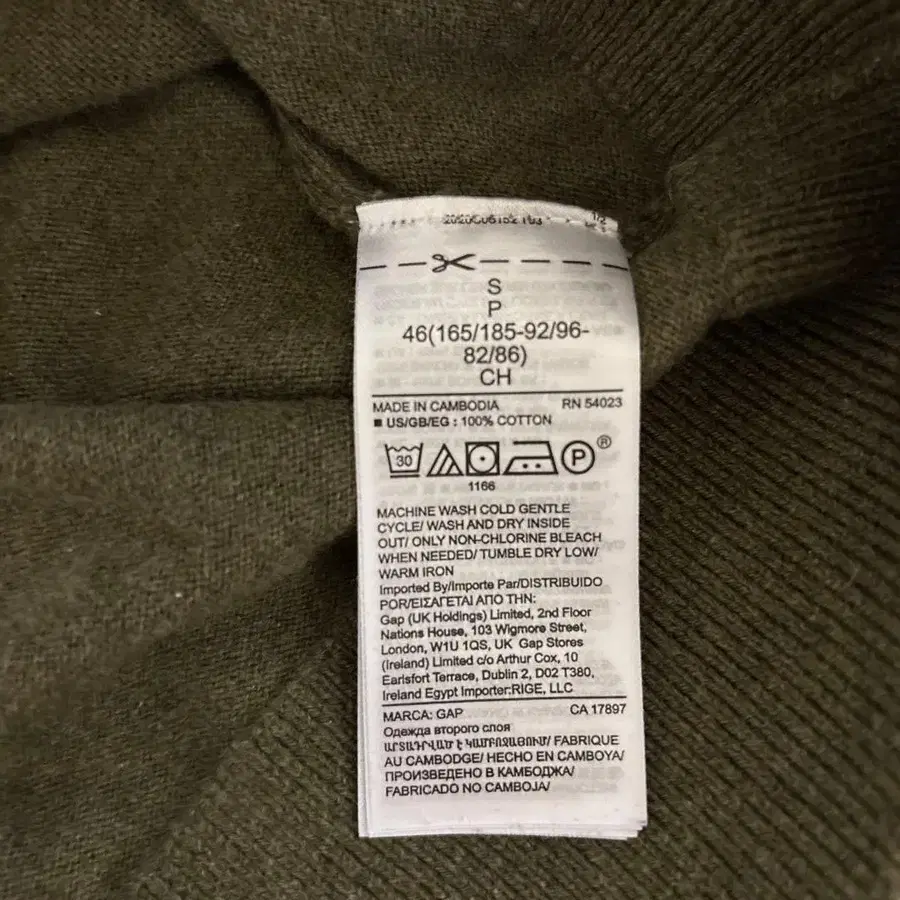 S
P
46(165/185-92/96-
82/86)
CH
MADE IN CAMBODIA RN 54023
■ US/GB/EG : 100% COTTON
30 P ®
1166
MACHINE WASH COLD GENTLE
CYCLE/ WASH AND DRY INSIDE
OUT/ ONLY NON-CHLORINE BLEACH
WHEN NEEDED/ TUMBLE DRY LOW/
WARM IRON
Imported By/Importe Par/DISTRIBUIDO
POR/ΕΙΣΑΓΕΤΑΙ ΑΠΟ ΤΗΝ:
Gap (UK Holdings) Limited, 2nd Floor
Nations House, 103 Wigmore Street,
London, W1U 1QS, UK Gap Stores
(Ireland) Limited c/o Arthur Cox, 10
Earlsfort Terrace, Dublin 2, D02 T380,
Ireland Egypt Importer:RIGE, LLC
MARCA: GAP CA 17897
Одежда второго слоя
ԱՐՏԱԴՐՎԱԾ Է ԿԱՄԲՈՋԱՅՈՒՄ/ FABRIQUE
AU CAMBODGE/ HECHO EN CAMBOYA/
ПРОИЗВЕДЕНО В КАМБОДЖА/
FABRICADO NO CAMBOJA/